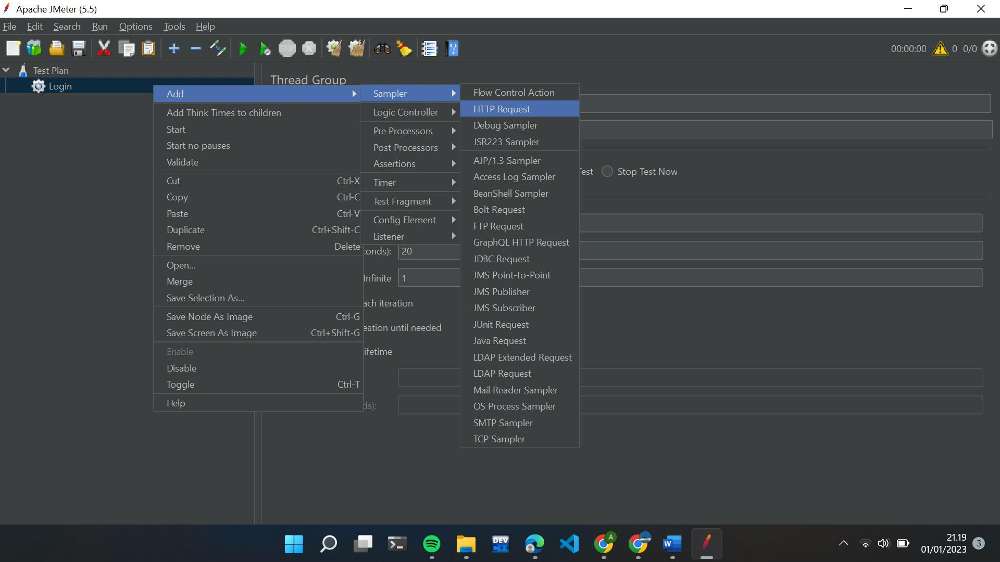 Apache JMeter (5.5)
File Edit Search Run Options Tools Help
STOP
00:00:00 0 0/0
Test Plan
Login
Thread Group
Add
Add Think Times to children
Start
Start no pauses
Validate
Cut Ctrl-X
Copy Ctrl-C
Paste Ctrl-V
Duplicate Ctrl+Shift-C
Remove Delete
Open...
Merge
Save Selection As...
Save Node As Image Ctrl-G
Save Screen As Image Ctrl+Shift-G
Enable
Disable
Toggle Ctrl-T
Help
Sampler
Logic Controller
Pre Processors
Post Processors
Assertions
Timer
Test Fragment
Config Element
Listener
Flow Control Action
HTTP Request
Debug Sampler
JSR223 Sampler
AJP/1.3 Sampler
Access Log Sampler
BeanShell Sampler
Bolt Request
FTP Request
GraphQL HTTP Request
JDBC Request
JMS Point-to-Point
JMS Publisher
JMS Subscriber
JUnit Request
Java Request
LDAP Extended Request
LDAP Request
Mail Reader Sampler
OS Process Sampler
SMTP Sampler
TCP Sampler
est Stop Test Now
conds): 20
Infinite 1
ach iteration
eation until needed
ifetime
ds):
DEV C++
A
W
21.19
01/01/2023
3